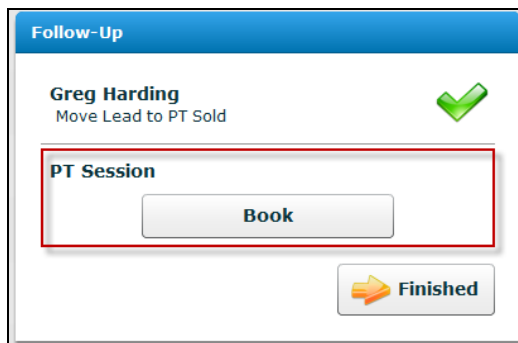 Follow-Up
Greg Harding
Move Lead to PT Sold
PT Session
Book
Finished